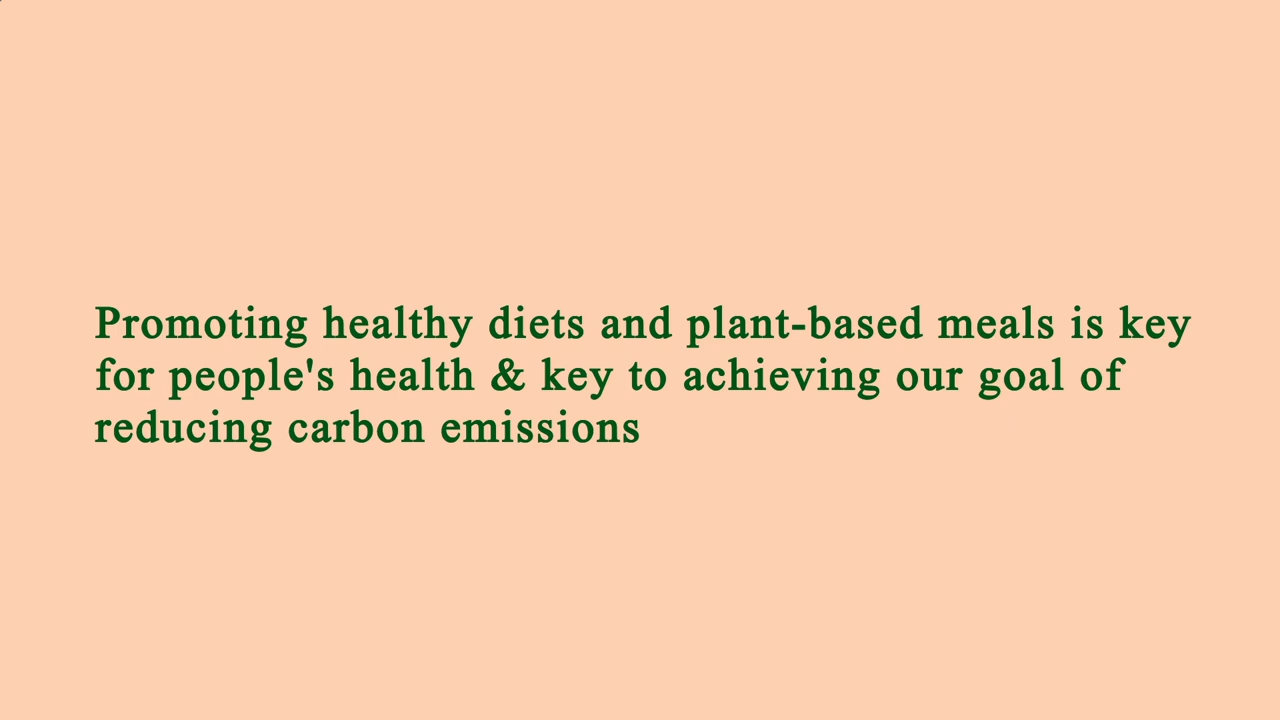 Promoting healthy diets and plant-based meals is key
for people's health & key to achieving our goal of
reducing carbon emissions